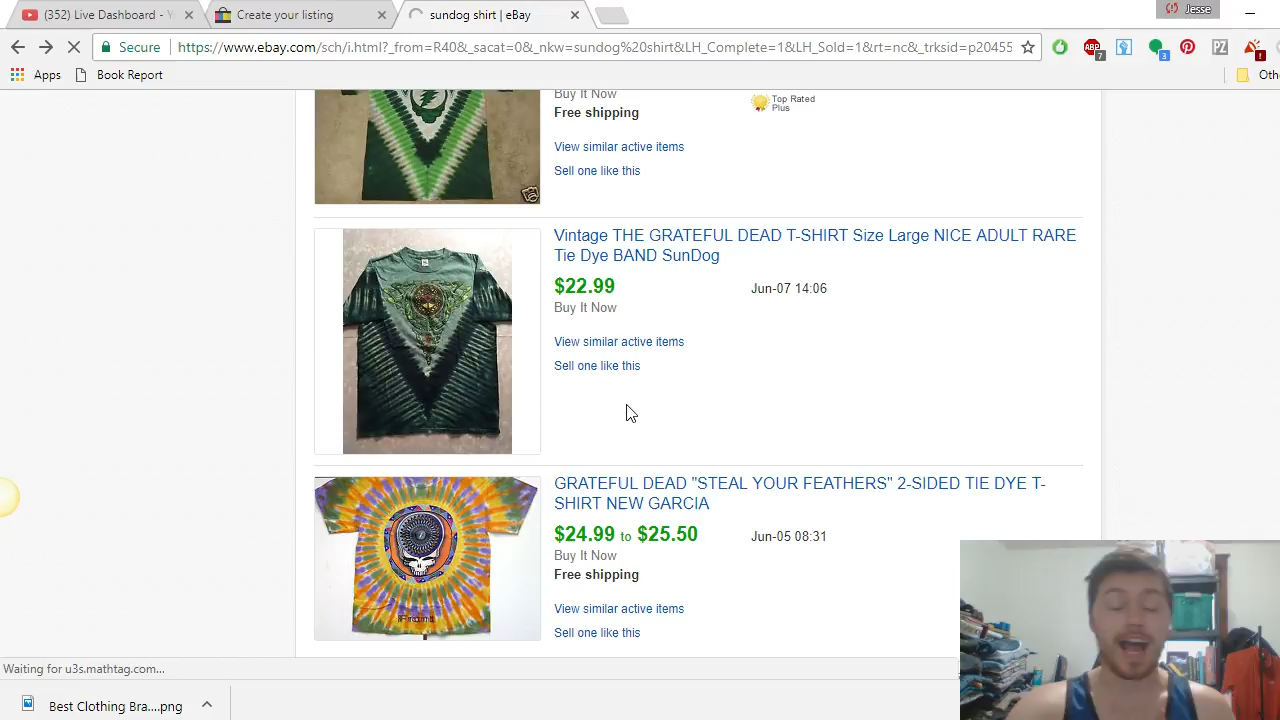 (352) Live Dashboard - Y
Create your listing
sundog shirt | eBay
Jesse
Secure
https://www.ebay.com/sch/i.html?_from=R40&_sacat=0&_nkw=sundog%20shirt&LH_Complete=1&LH_Sold=1&rt=nc&_trksid=p20455
ABP
7
3
PZ
!
Apps
Book Report
Othe
Buy It Now
Top Rated
Plus
Free shipping
View similar active items
Sell one like this
Vintage THE GRATEFUL DEAD T-SHIRT Size Large NICE ADULT RARE
Tie Dye BAND SunDog
$22.99
Jun-07 14:06
Buy It Now
View similar active items
Sell one like this
GRATEFUL DEAD "STEAL YOUR FEATHERS" 2-SIDED TIE DYE T-
SHIRT NEW GARCIA
$24.99 to $25.50
Jun-05 08:31
Buy It Now
Free shipping
View similar active items
Sell one like this
Waiting for u3s.mathtag.com...
Best Clothing Bra....png